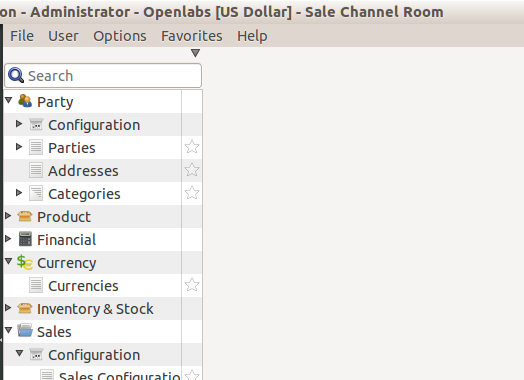 on - Administrator - Openlabs [US Dollar] - Sale Channel Room
File User Options Favorites Help
Search
Party
Configuration
Parties
Addresses
Categories
Product
Financial
Currency
Currencies
Inventory & Stock
Sales
Configuration
Sales Configuratio